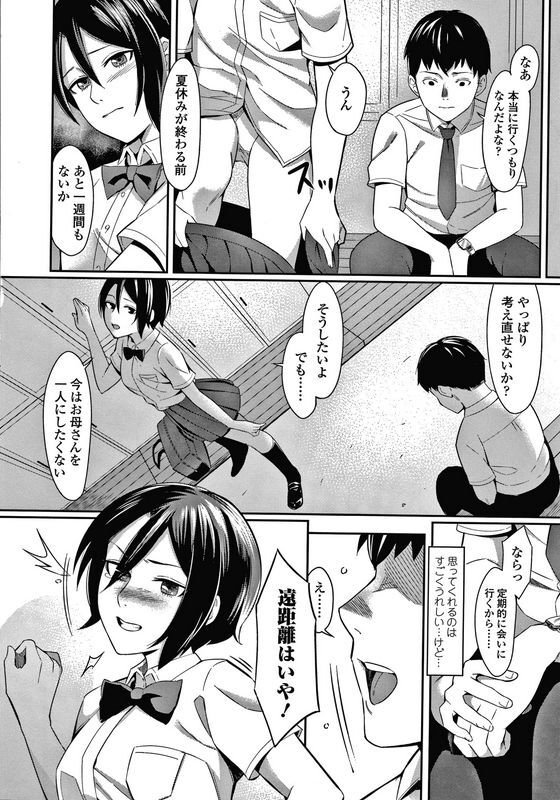 なあ
本当に行くつもり
なんだよな?
うん
夏休みが終わる前
あと一週間も
ないか
やっぱり
考え直せないか?
そうしたいよ
でも……
今はお母さんを
一人にしたくない
ならっ
定期的に会いに
行くから……
思ってくれるのは
すごくうれしい…けど…
え…
遠距離はいや!